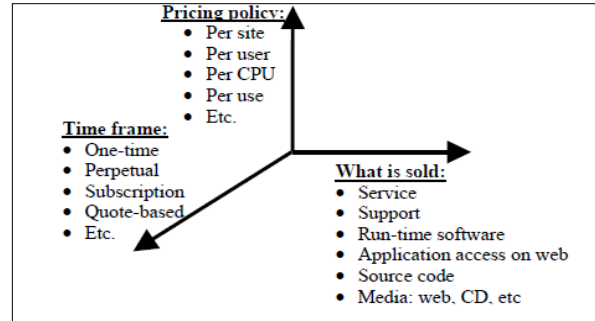 Pricing policy:
• Per site
• Per user
• Per CPU
• Per use
• Etc.
Time frame:
• One-time
• Perpetual
• Subscription
• Quote-based
• Etc.
What is sold:
• Service
• Support
• Run-time software
• Application access on web
• Source code
• Media: web, CD, etc